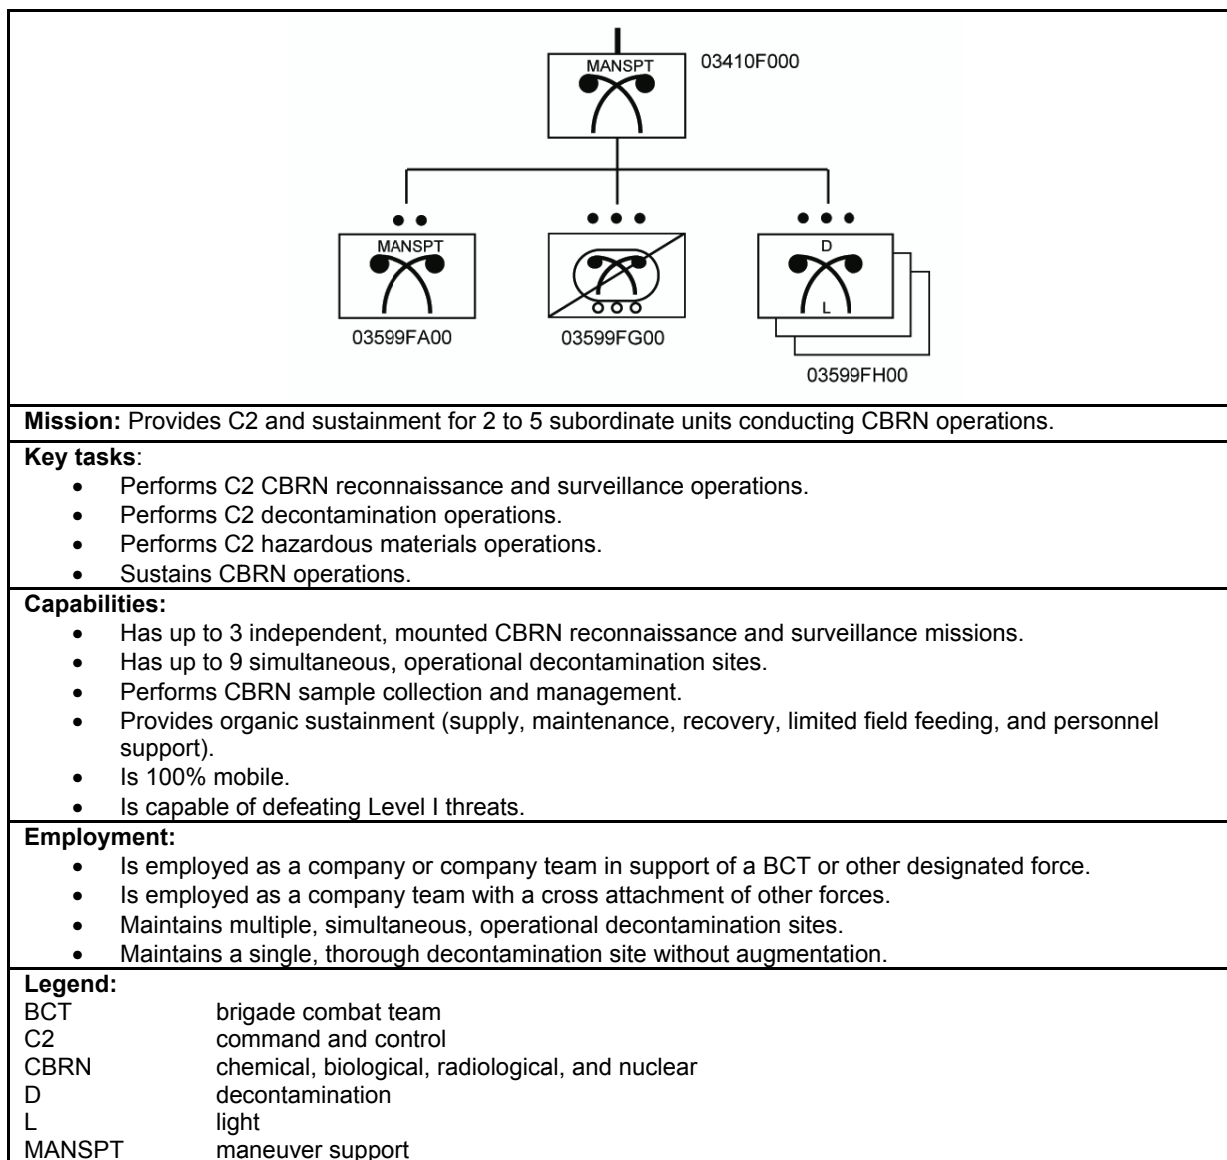 MANSPT
03410F000
MANSPT
D
L
03599FA00
03599FG00
03599FH00
Mission: Provides C2 and sustainment for 2 to 5 subordinate units conducting CBRN operations.
Key tasks:
• Performs C2 CBRN reconnaissance and surveillance operations.
• Performs C2 decontamination operations.
• Performs C2 hazardous materials operations.
• Sustains CBRN operations.
Capabilities:
• Has up to 3 independent, mounted CBRN reconnaissance and surveillance missions.
• Has up to 9 simultaneous, operational decontamination sites.
• Performs CBRN sample collection and management.
• Provides organic sustainment (supply, maintenance, recovery, limited field feeding, and personnel
support).
• Is 100% mobile.
• Is capable of defeating Level I threats.
Employment:
• Is employed as a company or company team in support of a BCT or other designated force.
• Is employed as a company team with a cross attachment of other forces.
• Maintains multiple, simultaneous, operational decontamination sites.
• Maintains a single, thorough decontamination site without augmentation.
Legend:
BCT brigade combat team
C2 command and control
CBRN chemical, biological, radiological, and nuclear
D decontamination
L light
MANSPT maneuver support